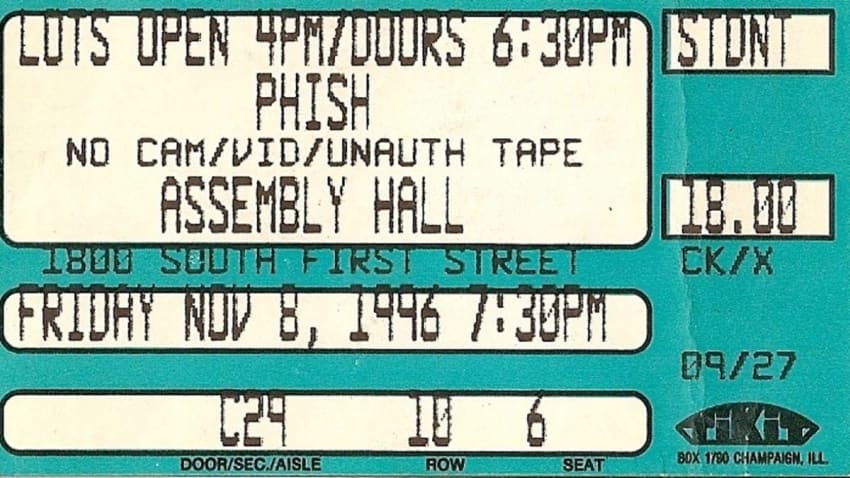 LOTS OPEN 4PM/DOORS 6:30PM
STDNT
PHISH
NO CAM/VID/UNAUTH TAPE
ASSEMBLY HALL
18.00
1800 SOUTH FIRST STREET
CK/X
FRIDAY NOV 8, 1996 7:30PM
09/27
C29 10 6
DOOR/SEC./AISLE ROW SEAT
TiKiT
BOX 1790 CHAMPAIGN, ILL.